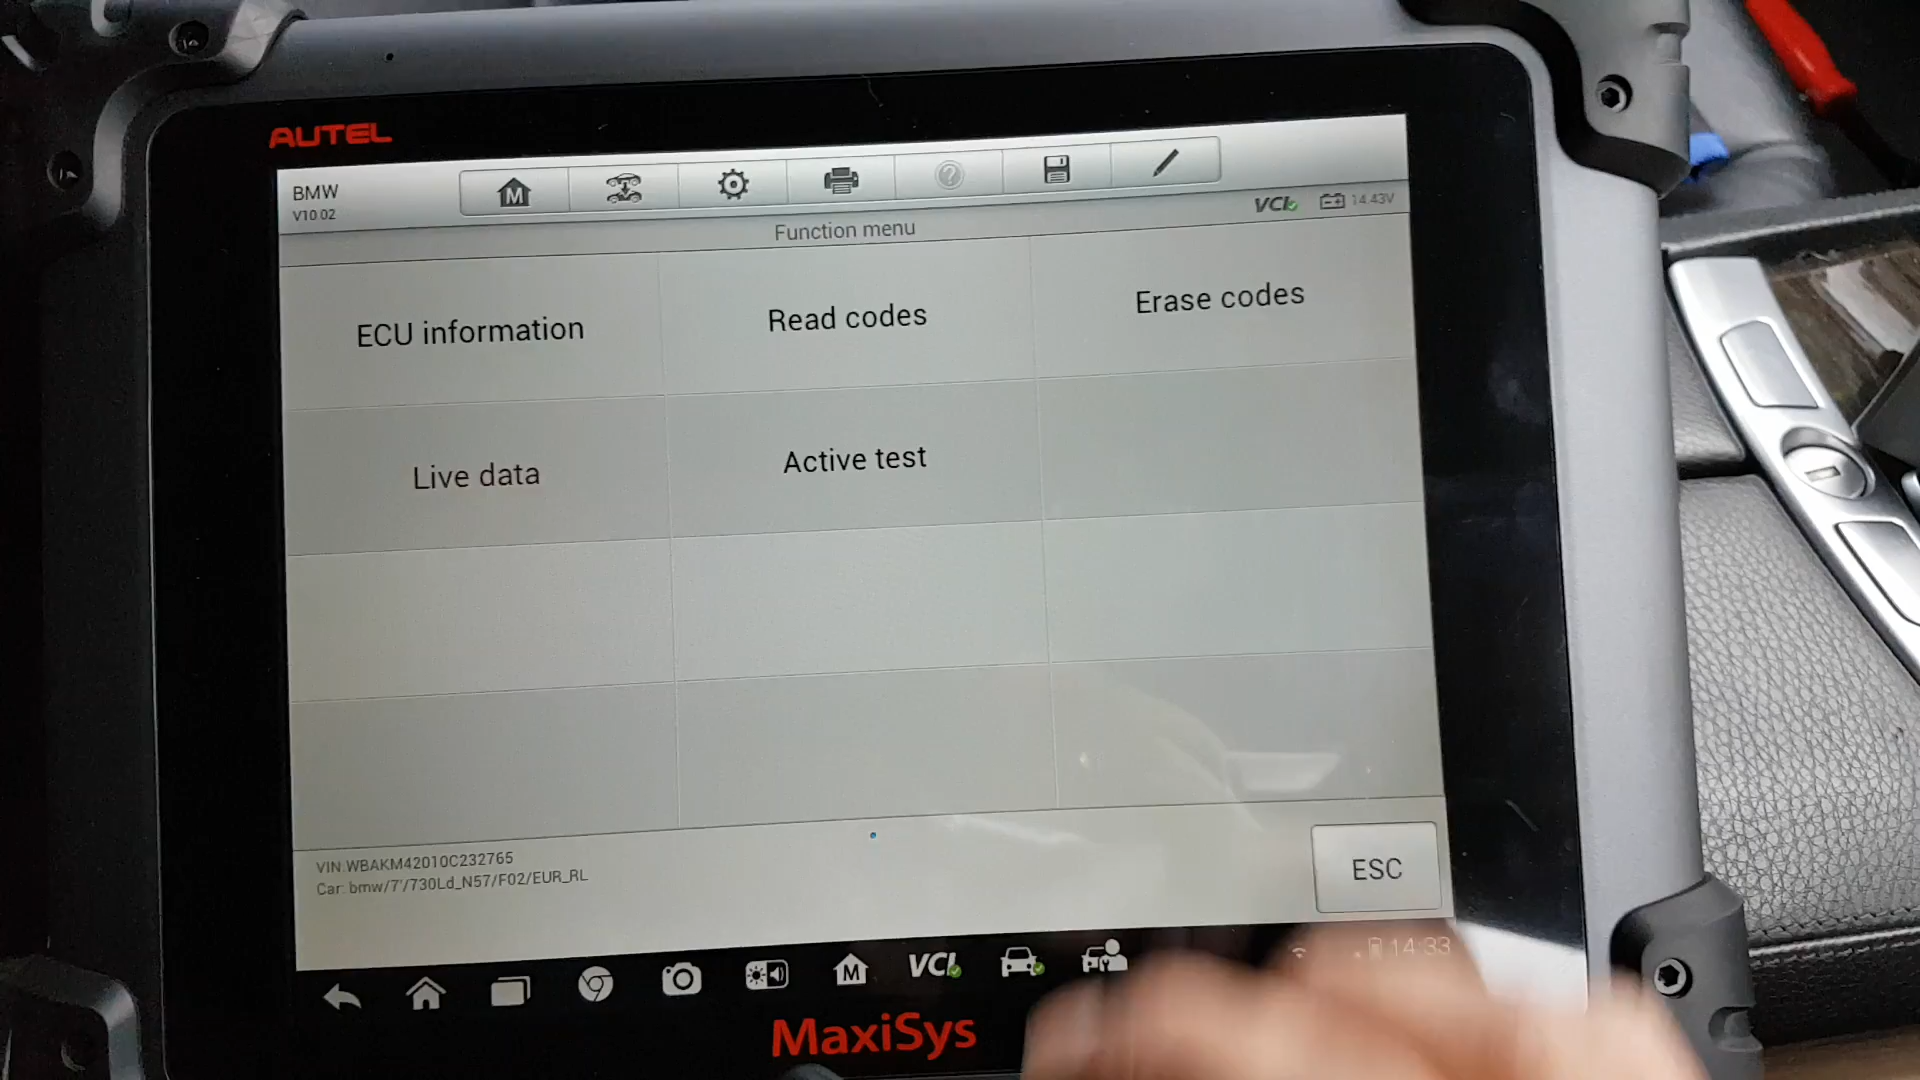 AUTEL
BMW
V10.02
M
?
VCI
14.43V
Function menu
ECU information
Read codes
Erase codes
Live data
Active test
VIN:WBAKM42010C232765
Car: bmw/7'/730Ld_N57/F02/EUR_RL
ESC
M
VCI
14:33
MaxiSys